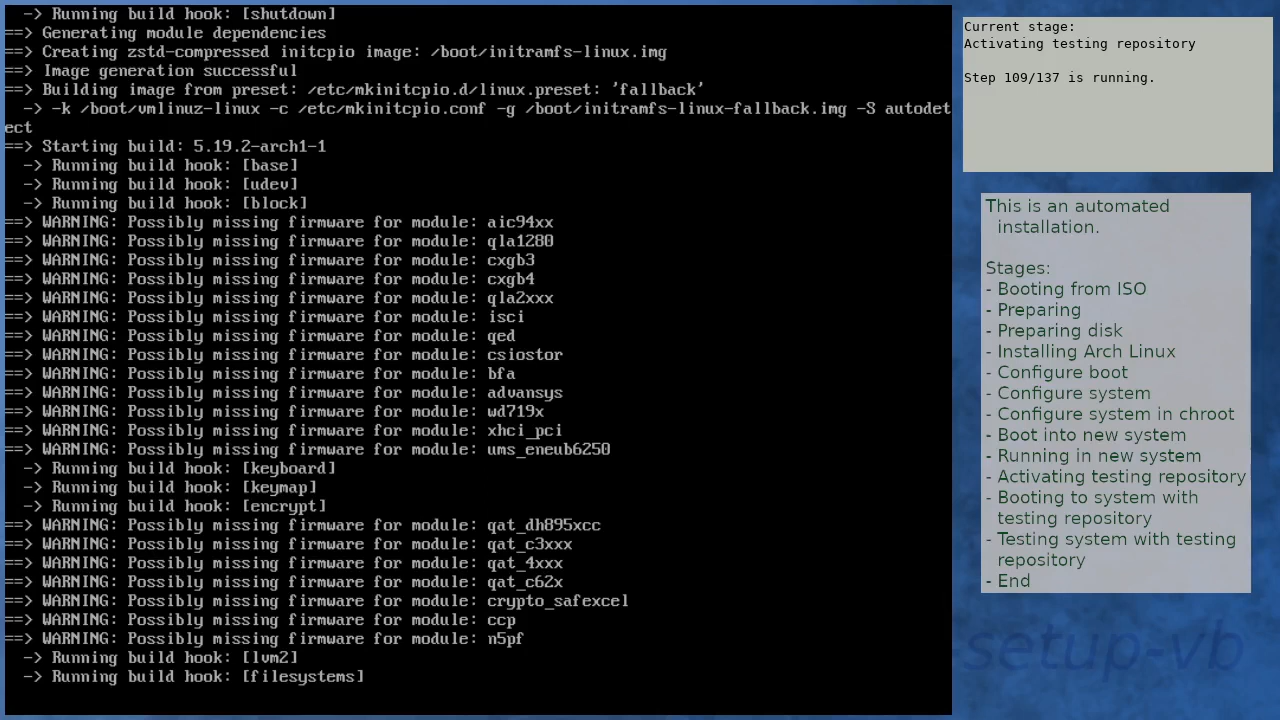 -> Running build hook: [shutdown]
==> Generating module dependencies
==> Creating zstd-compressed initcpio image: /boot/initramfs-linux.img
==> Image generation successful
==> Building image from preset: /etc/mkinitcpio.d/linux.preset: 'fallback'
  -> -k /boot/vmlinuz-linux -c /etc/mkinitcpio.conf -g /boot/initramfs-linux-fallback.img -S autodet
ect
==> Starting build: 5.19.2-arch1-1
  -> Running build hook: [base]
  -> Running build hook: [udev]
  -> Running build hook: [block]
==> WARNING: Possibly missing firmware for module: aic94xx
==> WARNING: Possibly missing firmware for module: qla1280
==> WARNING: Possibly missing firmware for module: cxgb3
==> WARNING: Possibly missing firmware for module: cxgb4
==> WARNING: Possibly missing firmware for module: qla2xxx
==> WARNING: Possibly missing firmware for module: isci
==> WARNING: Possibly missing firmware for module: qed
==> WARNING: Possibly missing firmware for module: csiostor
==> WARNING: Possibly missing firmware for module: bfa
==> WARNING: Possibly missing firmware for module: advansys
==> WARNING: Possibly missing firmware for module: wd719x
==> WARNING: Possibly missing firmware for module: xhci_pci
==> WARNING: Possibly missing firmware for module: ums_eneub6250
  -> Running build hook: [keyboard]
  -> Running build hook: [keymap]
  -> Running build hook: [encrypt]
==> WARNING: Possibly missing firmware for module: qat_dh895xcc
==> WARNING: Possibly missing firmware for module: qat_c3xxx
==> WARNING: Possibly missing firmware for module: qat_4xxx
==> WARNING: Possibly missing firmware for module: qat_c62x
==> WARNING: Possibly missing firmware for module: crypto_safexcel
==> WARNING: Possibly missing firmware for module: ccp
==> WARNING: Possibly missing firmware for module: n5pf
  -> Running build hook: [lvm2]
  -> Running build hook: [filesystems]
Current stage:
Activating testing repository
Step 109/137 is running.
This is an automated
installation.
Stages:
- Booting from ISO
- Preparing
- Preparing disk
- Installing Arch Linux
- Configure boot
- Configure system
- Configure system in chroot
- Boot into new system
- Running in new system
- Activating testing repository
- Booting to system with
testing repository
- Testing system with testing
repository
- End
setup-vb